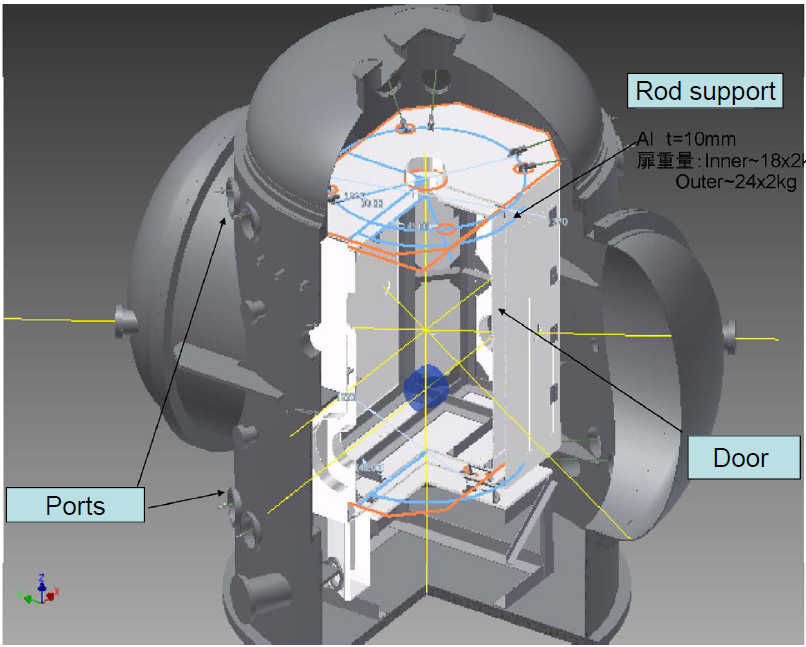 Rod support
Al t=10mm
扉重量:Inner~18x2k
Outer~24x2kg
Door
Ports
Z
X